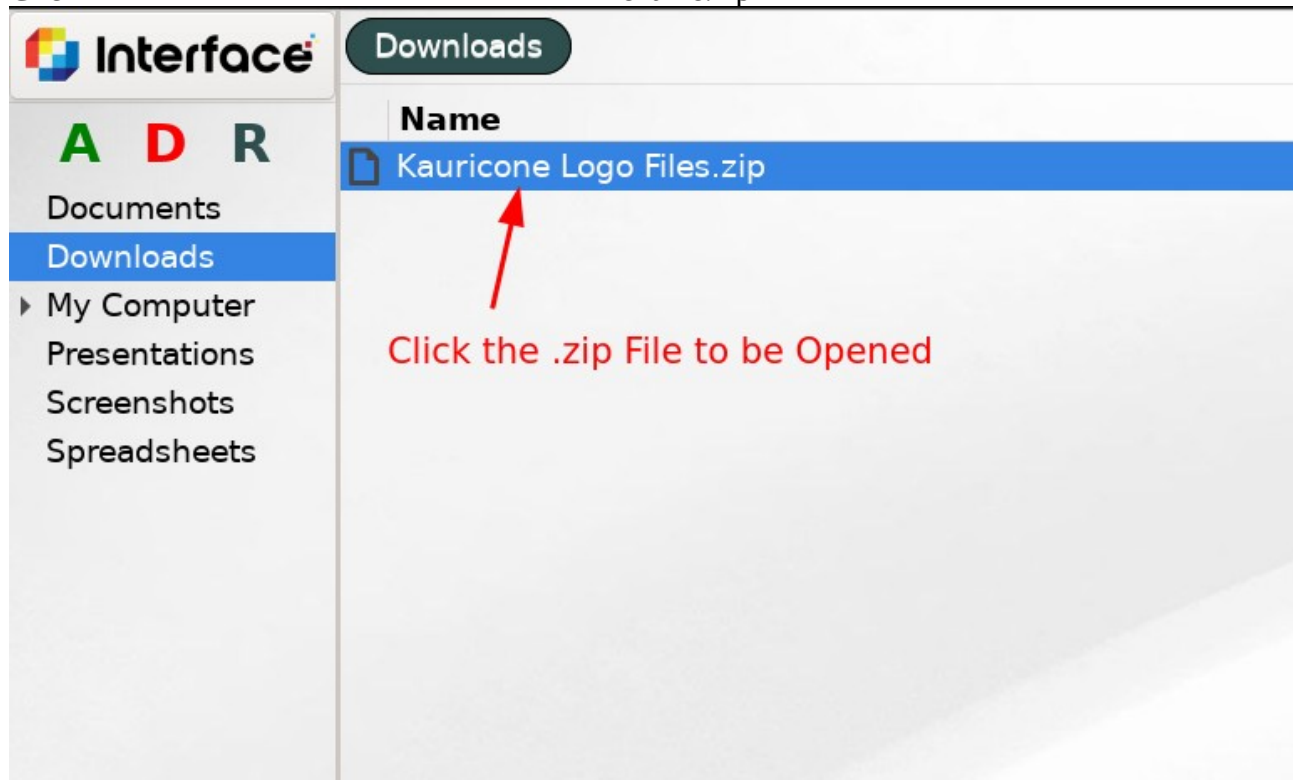 Interface
Downloads
A D R
Name
Kauricone Logo Files.zip
Documents
Downloads
My Computer
Presentations
Screenshots
Spreadsheets
Click the .zip File to be Opened